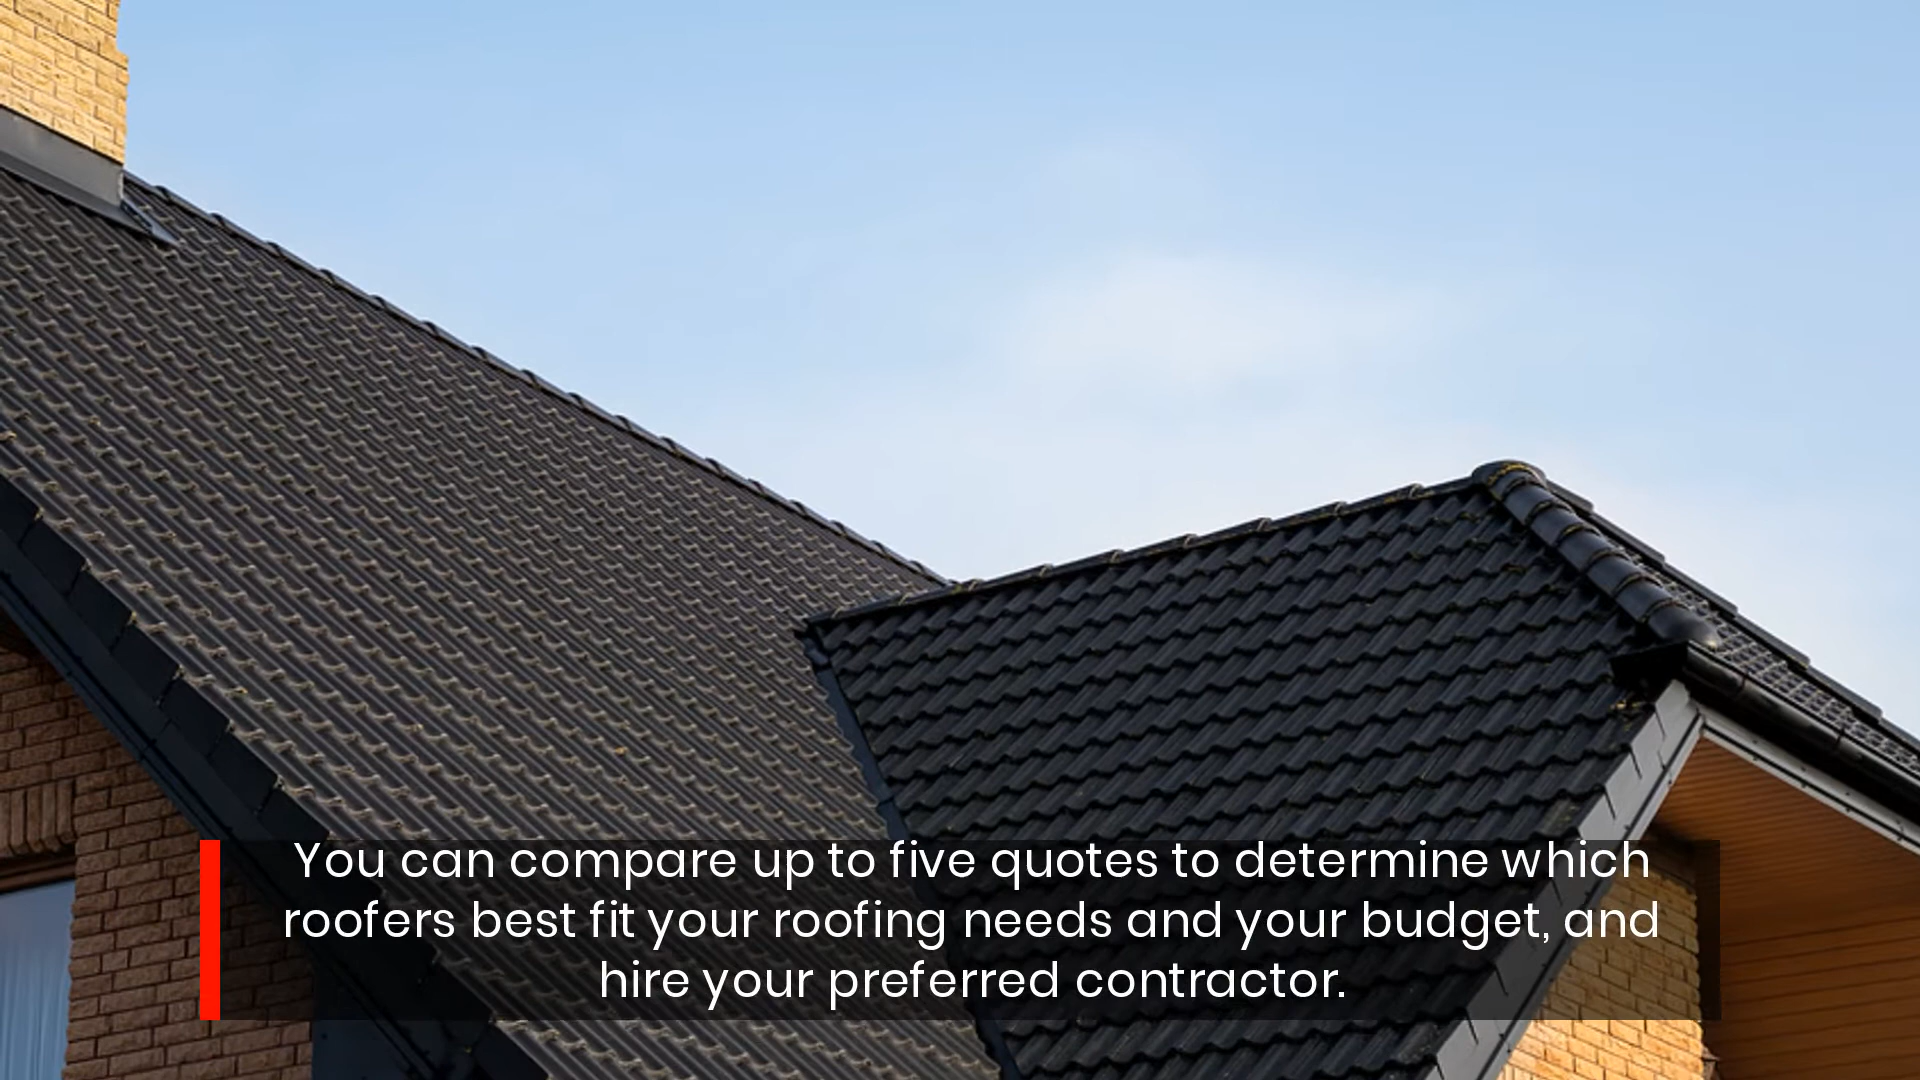 You can compare up to five quotes to determine which
roofers best fit your roofing needs and your budget, and
hire your preferred contractor.